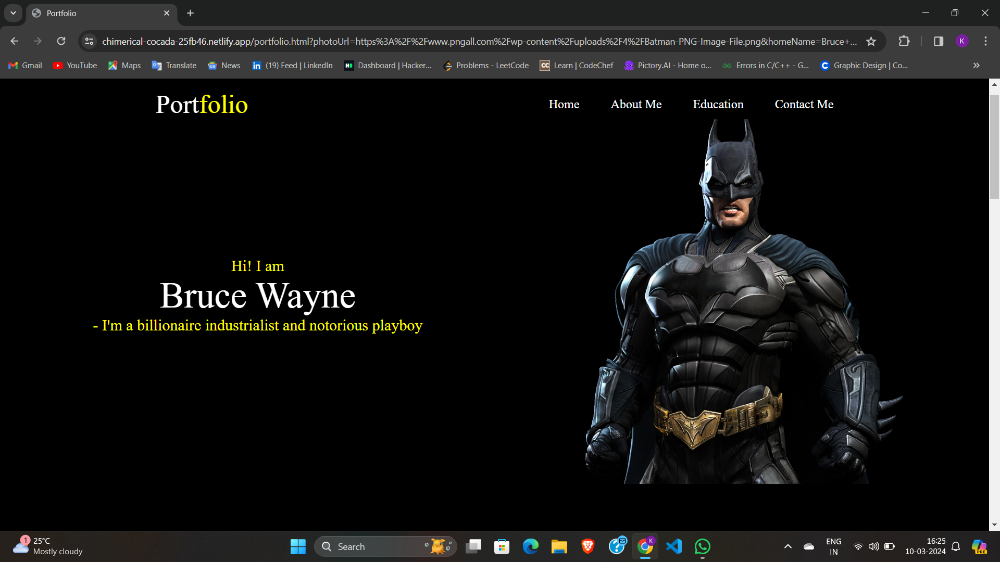 Portfolio
chimerical-cocada-25fb46.netlify.app/portfolio.html?photoUrl=https%3A%2F%2Fwww.pngall.com%2Fwp-content%2Fuploads%2F4%2FBatman-PNG-Image-File.png&homeName=Bruce+...
K
Gmail YouTube Maps Translate News (19) Feed | LinkedIn Dashboard | Hacker... Problems - LeetCode Learn | CodeChef Pictory.AI - Home o... Errors in C/C++ - G... Graphic Design | Co...
Portfolio Home About Me Education Contact Me
Hi! I am
Bruce Wayne
- I'm a billionaire industrialist and notorious playboy
1 25°C
Mostly cloudy
Search
K
ENG
IN
16:25
10-03-2024
PRE